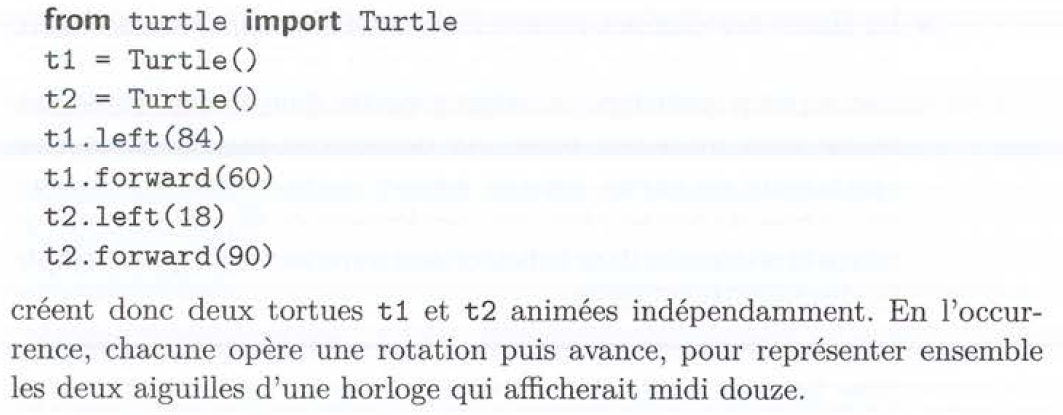 from turtle import Turtle
t1 = Turtle()
t2 = Turtle()
t1.left(84)
t1.forward(60)
t2.left(18)
t2.forward(90)
créent donc deux tortues t1 et t2 animées indépendamment. En l'occur-
rence, chacune opère une rotation puis avance, pour représenter ensemble
les deux aiguilles d'une horloge qui afficherait midi douze.